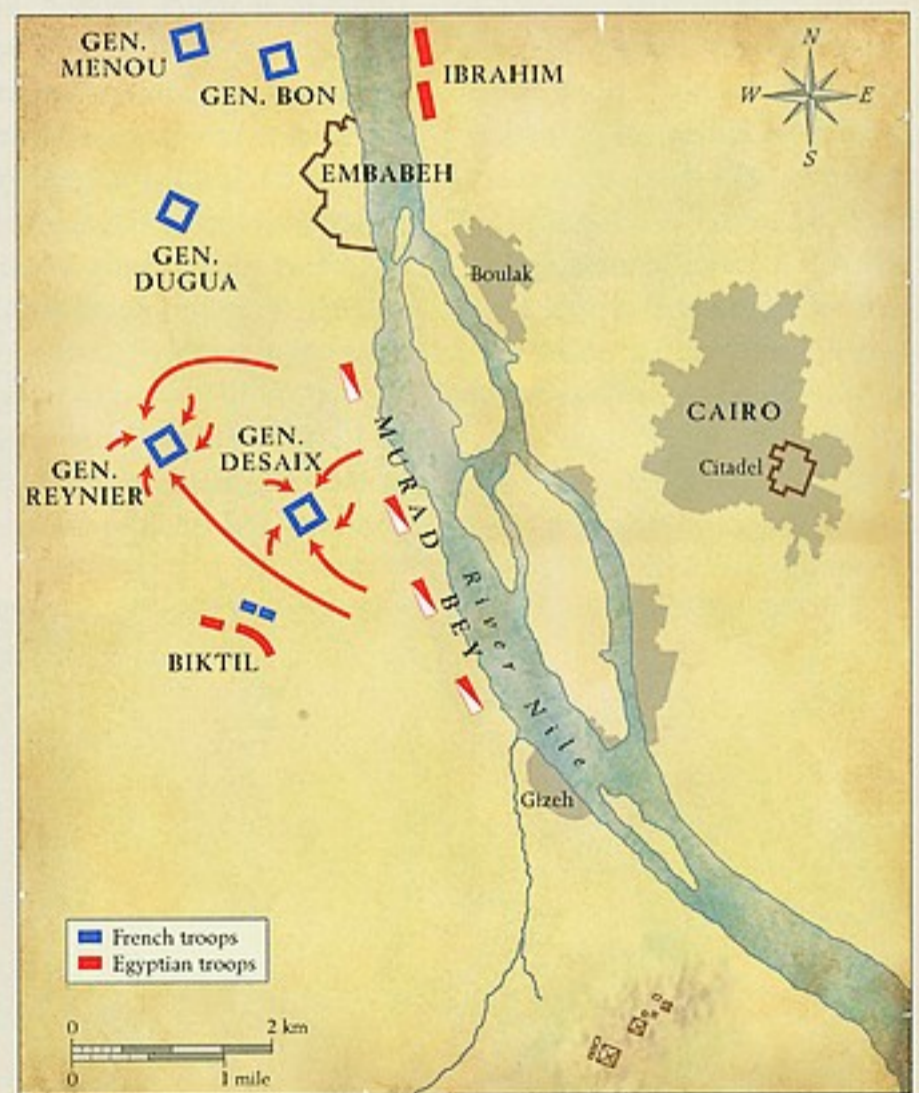 GEN.
MENOU
GEN. BON
IBRAHIM
N
W
E
S
EMBABEH
GEN.
DUGUA
Boulak
GEN.
DESAIX
GEN.
REYNIER
CAIRO
Citadel
MURAD BEY
River Nile
BIKTIL
Gizeh
French troops
Egyptian troops
0
2 km
0
1 mile